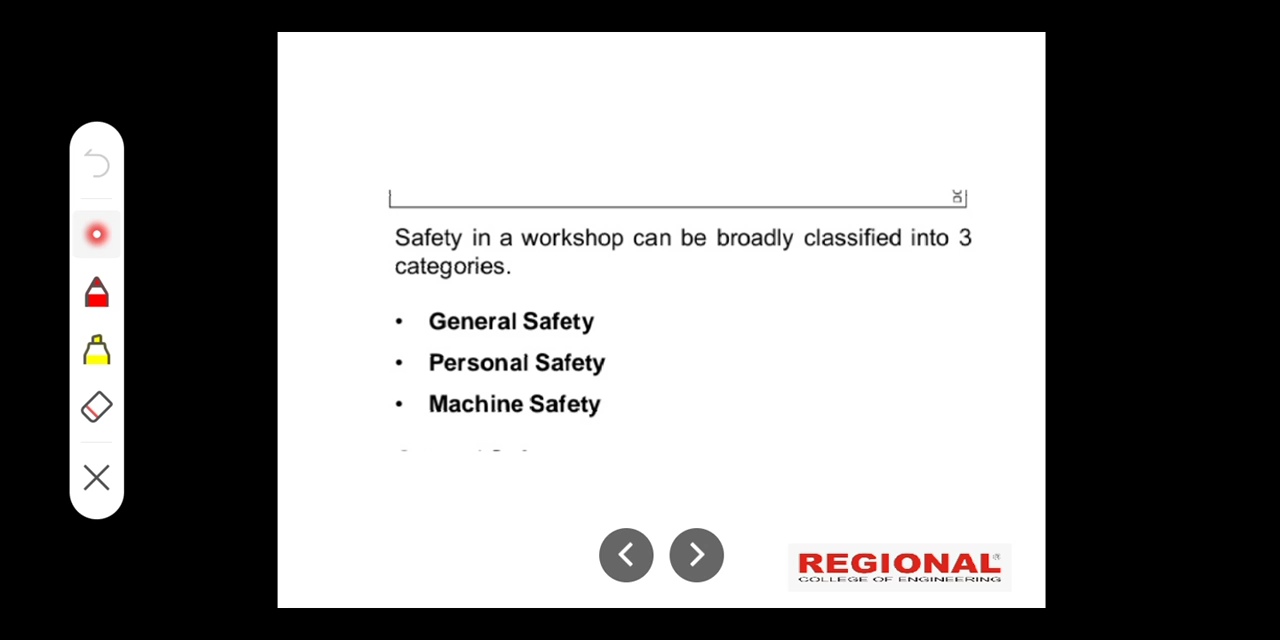 Safety in a workshop can be broadly classified into 3
categories.
• General Safety
• Personal Safety
• Machine Safety
REGIONAL
COLLEGE OF ENGINEERING